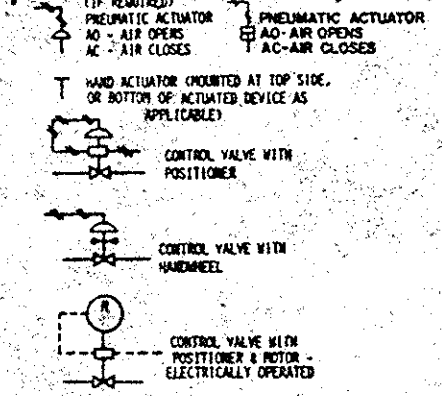 (IF REQUIRED)
PNEUMATIC ACTUATOR
AO - AIR OPENS
AC - AIR CLOSES
PNEUMATIC ACTUATOR
AO-AIR OPENS
AC-AIR CLOSES
HAND ACTUATOR (MOUNTED AT TOP SIDE,
OR BOTTOM OF ACTUATED DEVICE AS
APPLICABLE)
CONTROL VALVE WITH
POSITIONER
CONTROL VALVE WITH
HANDWHEEL
CONTROL VALVE WITH
POSITIONER & MOTOR -
ELECTRICALLY OPERATED